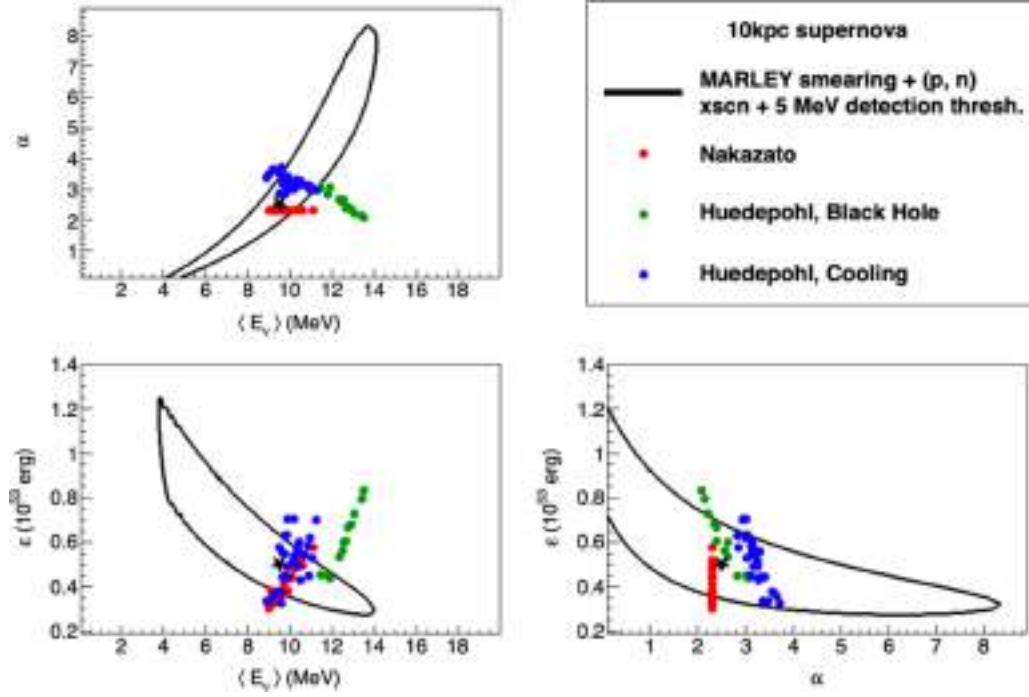 8
7
6
5
4
3
2
1
α
2 4 6 8 10 12 14 16 18
⟨ E_ν ⟩ (MeV)
10kpc supernova
MARLEY smearing + (p, n)
xscn + 5 MeV detection thresh.
Nakazato
Huedepohl, Black Hole
Huedepohl, Cooling
1.4
1.2
1
0.8
0.6
0.4
0.2
ε (10⁵³ erg)
2 4 6 8 10 12 14 16 18
⟨ E_ν ⟩ (MeV)
1.4
1.2
1
0.8
0.6
0.4
0.2
ε (10⁵³ erg)
1 2 3 4 5 6 7 8
α